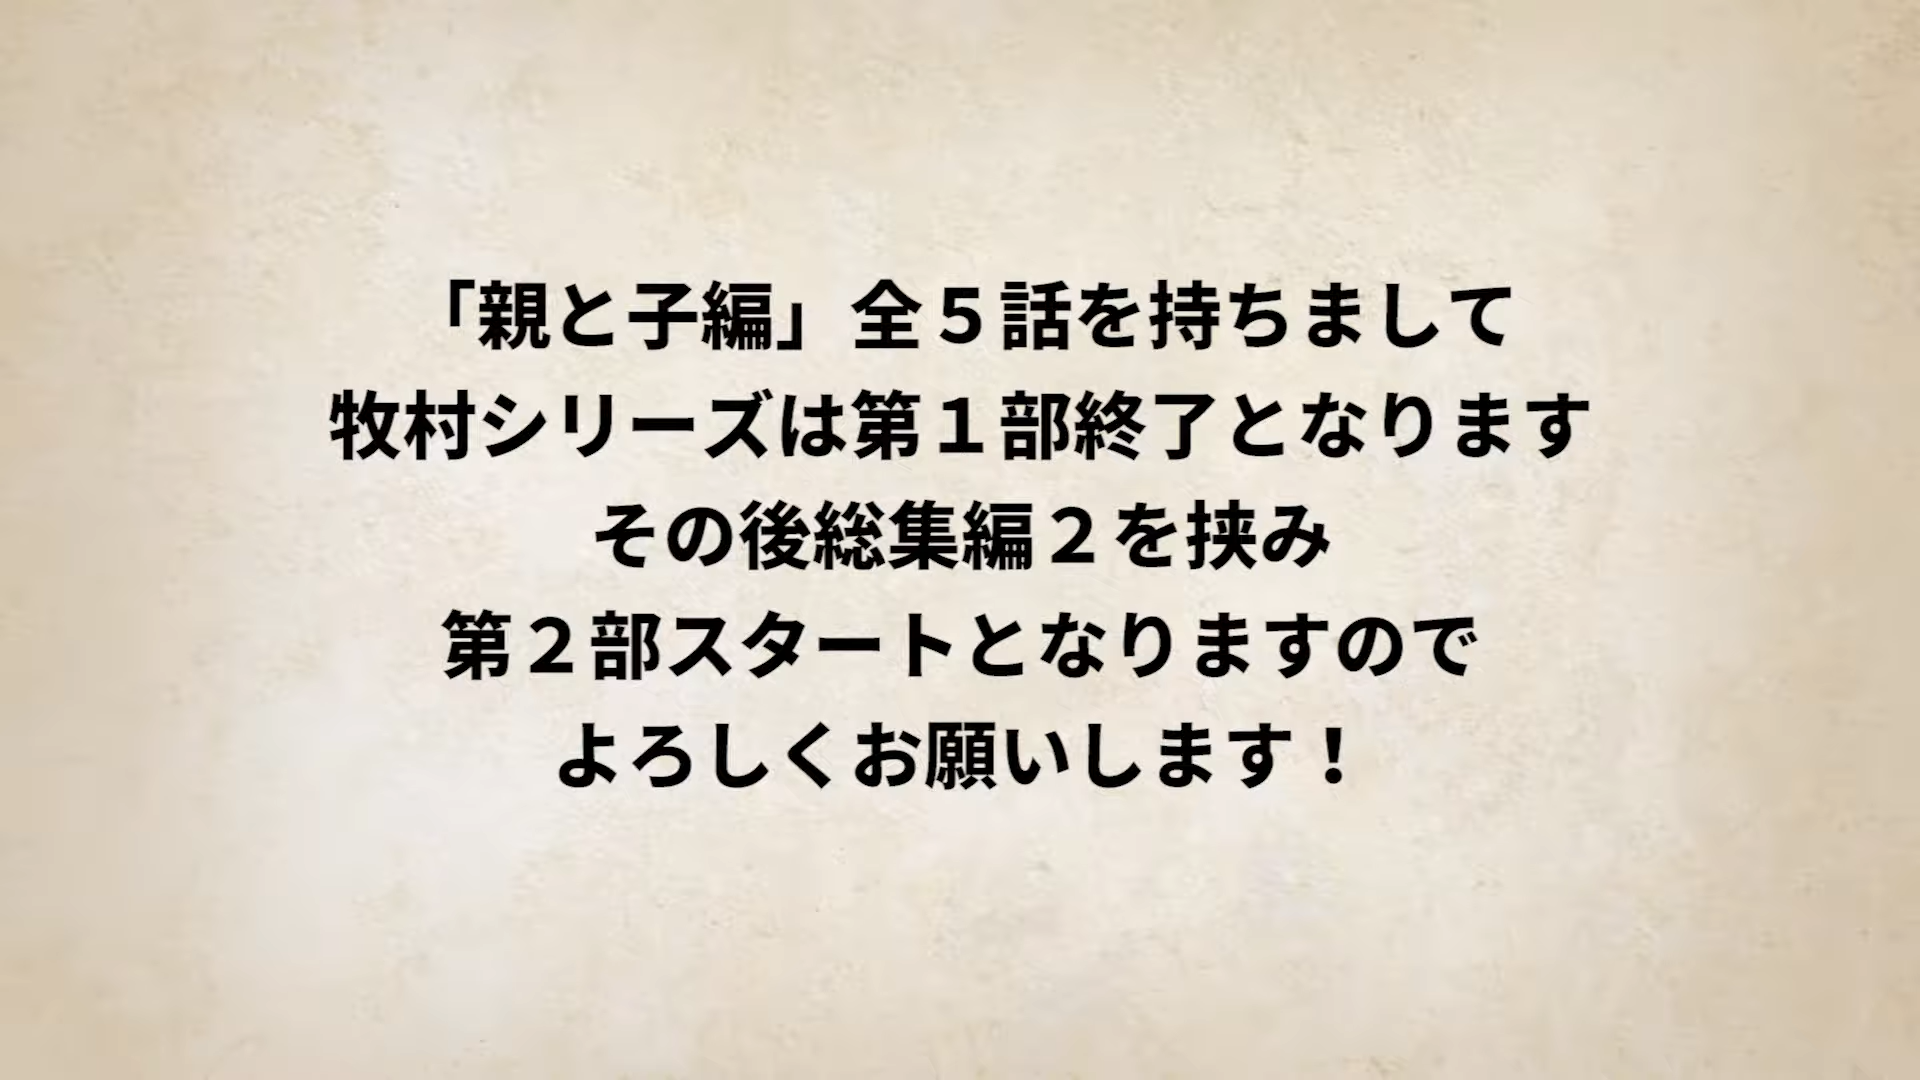 「親と子編」全５話を持ちまして
牧村シリーズは第１部終了となります
その後総集編２を挟み
第２部スタートとなりますので
よろしくお願いします！